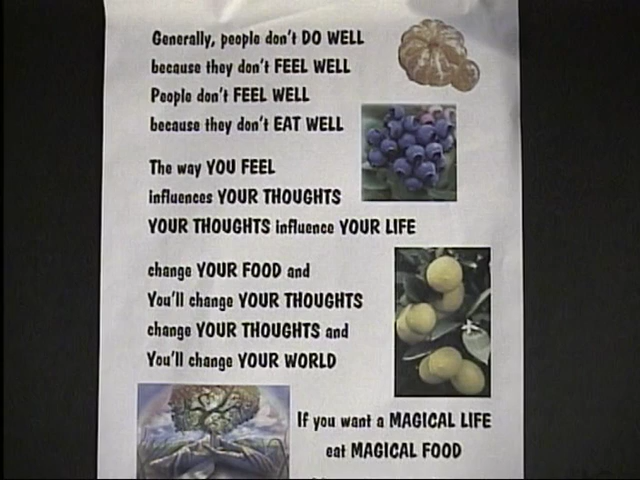 Generally, people don't DO WELL
because they don't FEEL WELL
People don't FEEL WELL
because they don't EAT WELL
The way YOU FEEL
influences YOUR THOUGHTS
YOUR THOUGHTS influence YOUR LIFE
change YOUR FOOD and
You'll change YOUR THOUGHTS
change YOUR THOUGHTS and
You'll change YOUR WORLD
If you want a MAGICAL LIFE
eat MAGICAL FOOD